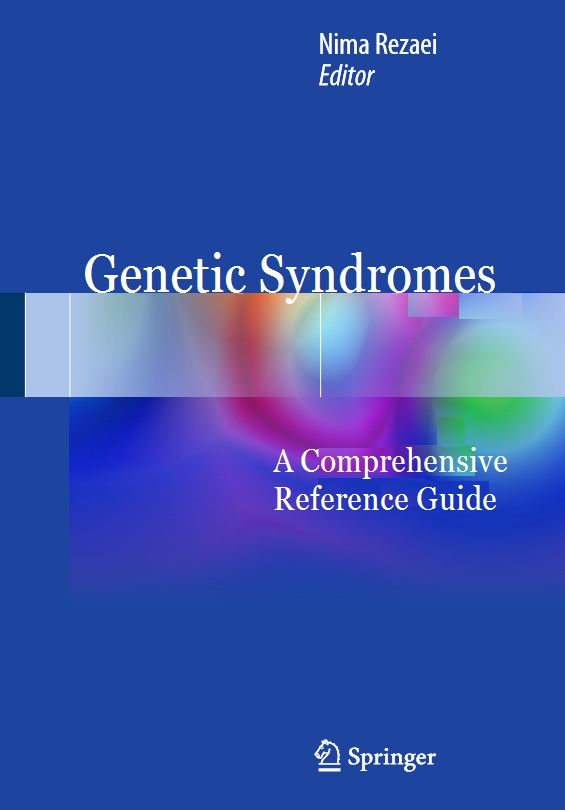 Nima Rezaei
Editor
Genetic Syndromes
A Comprehensive
Reference Guide
Springer